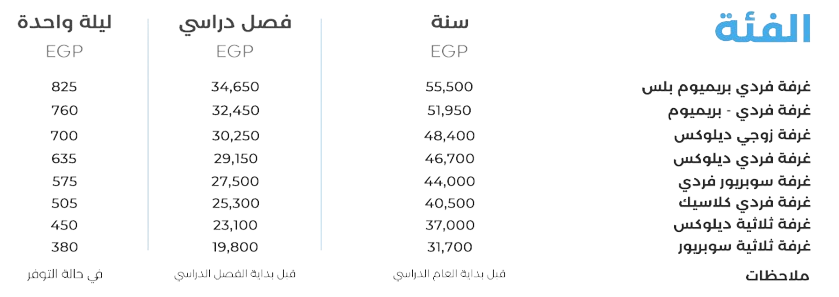 الفئة سنة فصل دراسي ليلة واحدة
EGP EGP EGP
غرفة فردي بريميوم بلس 55,500 34,650 825
غرفة فردي - بريميوم 51,950 32,450 760
غرفة زوجي ديلوكس 48,400 30,250 700
غرفة فردي ديلوكس 46,700 29,150 635
غرفة سوبريور فردي 44,000 27,500 575
غرفة فردي كلاسيك 40,500 25,300 505
غرفة ثلاثية ديلوكس 37,000 23,100 450
غرفة ثلاثية سوبريور 31,700 19,800 380
ملاحظات قبل بداية العام الدراسي قبل بداية الفصل الدراسي في حالة التوفر